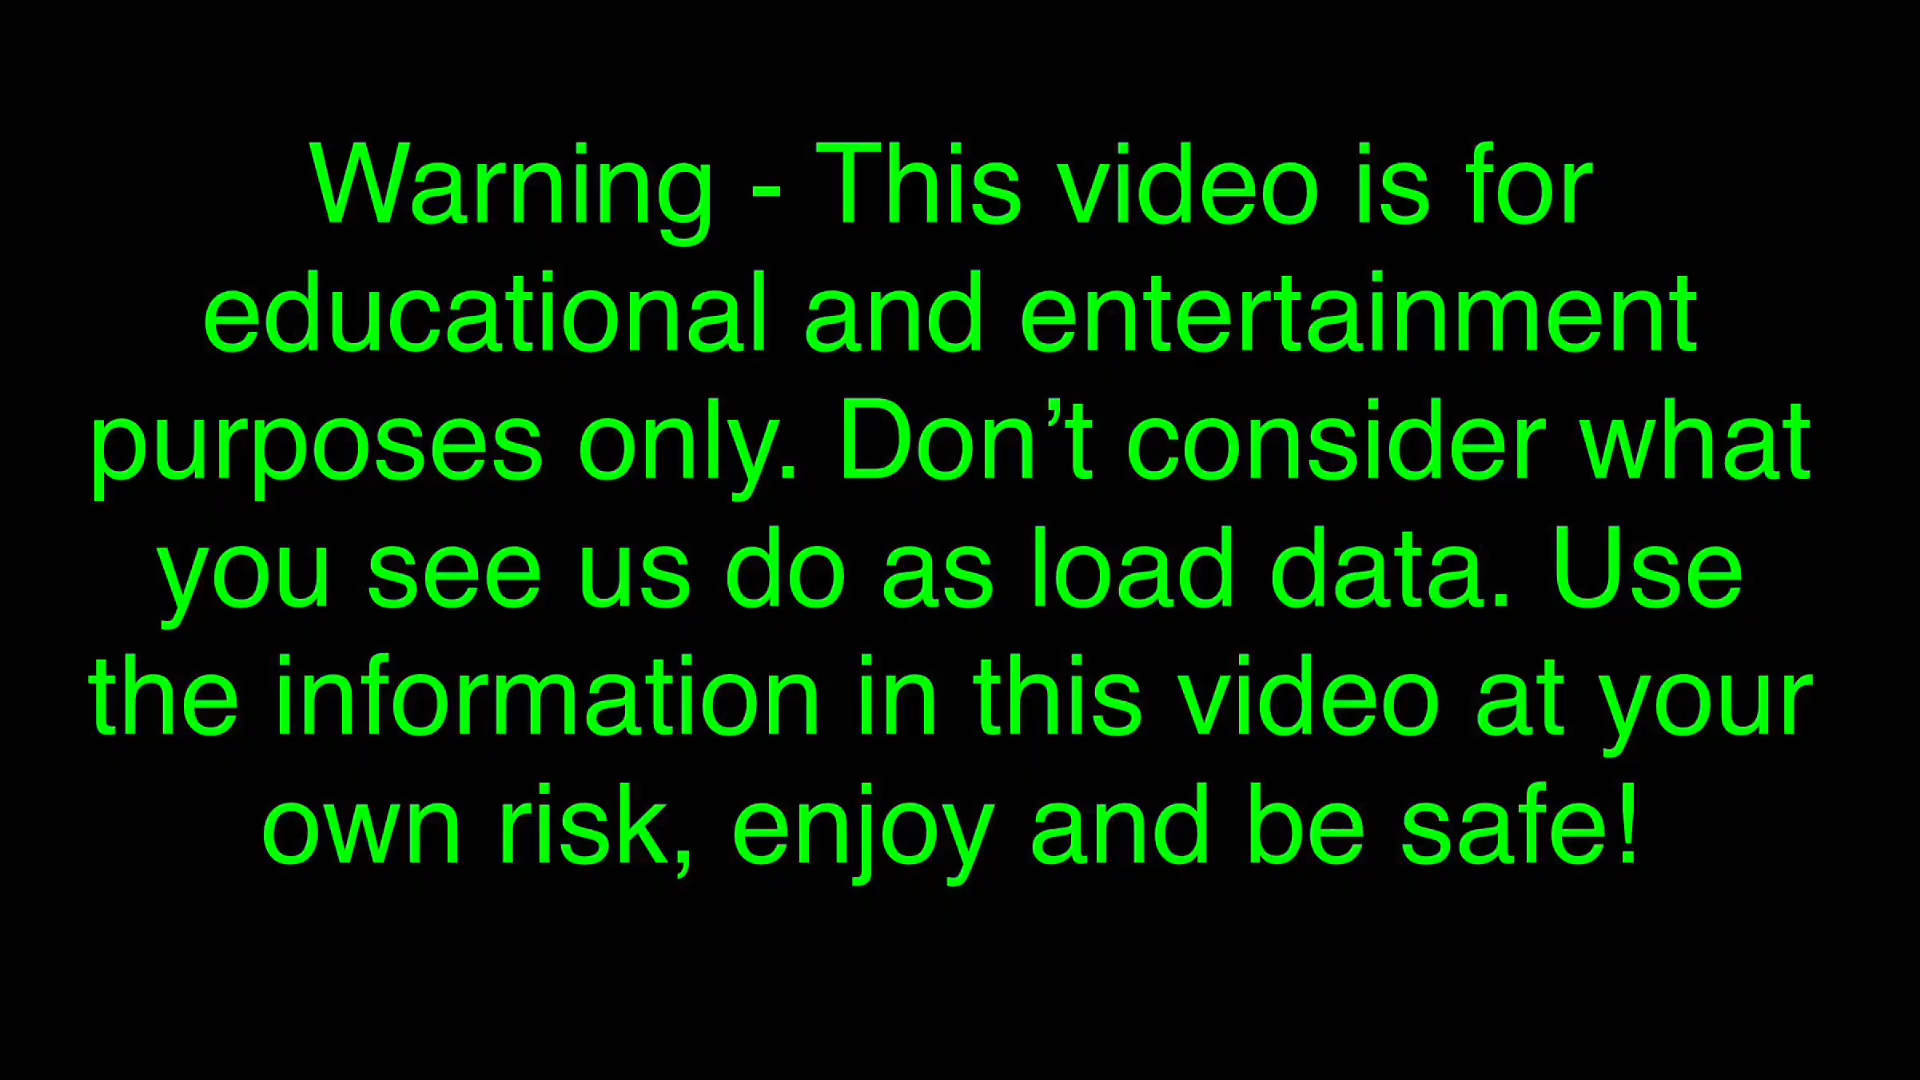 Warning - This video is for
educational and entertainment
purposes only. Don’t consider what
you see us do as load data. Use
the information in this video at your
own risk, enjoy and be safe!